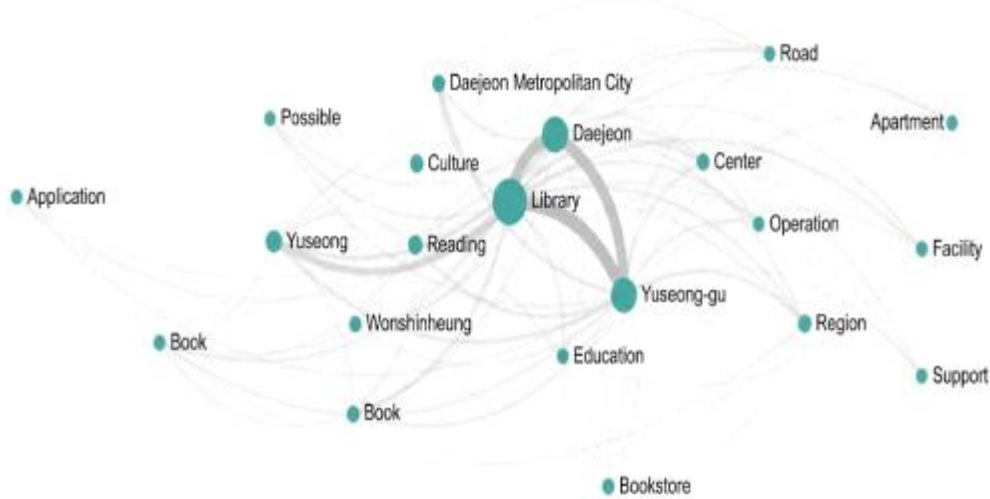 Road
Daejeon Metropolitan City
Possible
Apartment
Daejeon
Culture
Center
Application
Library
Operation
Yuseong
Reading
Facility
Yuseong-gu
Wonshinheung
Region
Book
Education
Support
Book
Bookstore